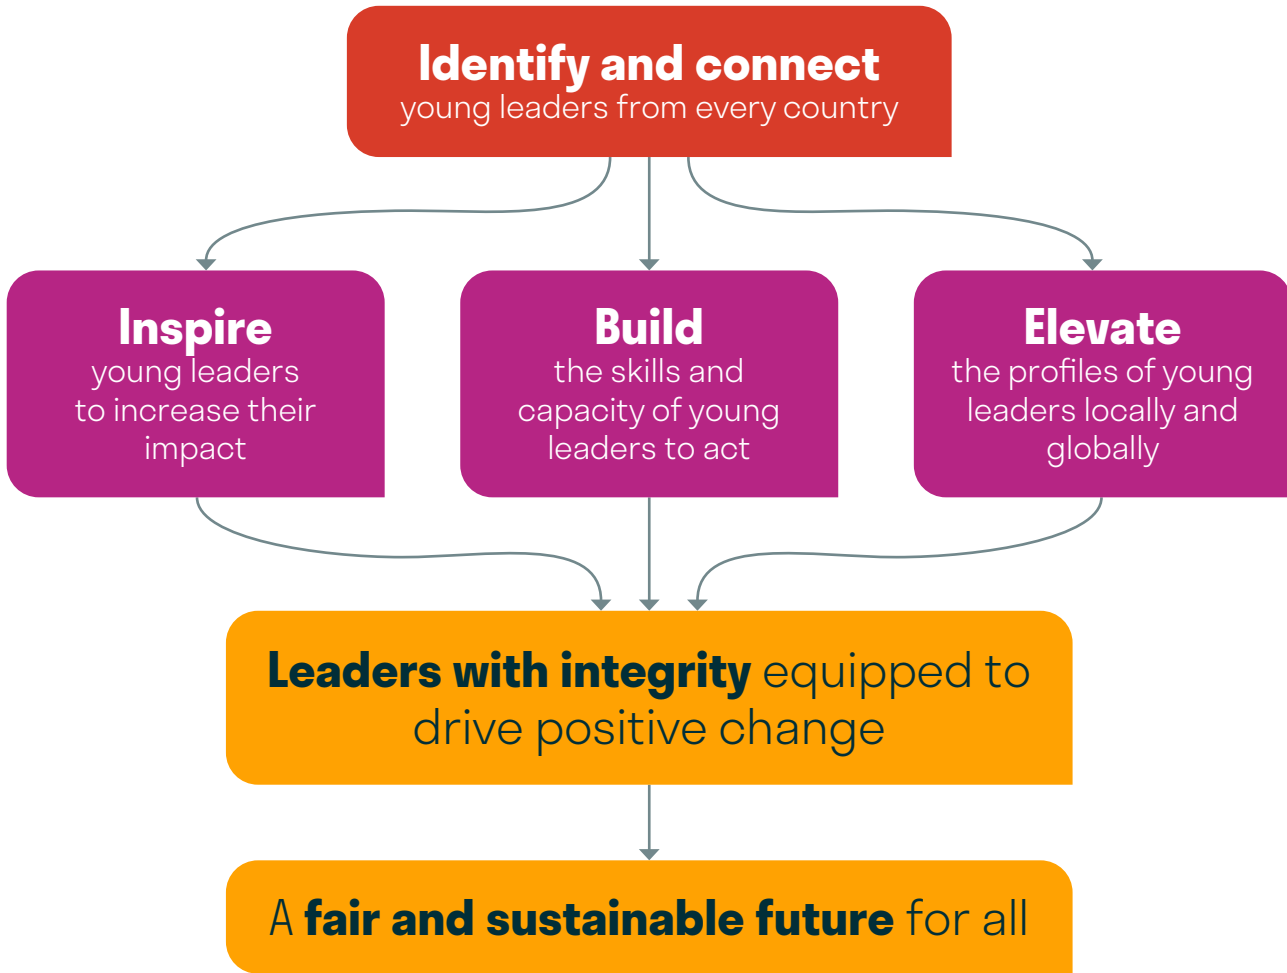 Identify and connect
young leaders from every country
Inspire
young leaders
to increase their
impact
Build
the skills and
capacity of young
leaders to act
Elevate
the profiles of young
leaders locally and
globally
Leaders with integrity equipped to
drive positive change
A fair and sustainable future for all